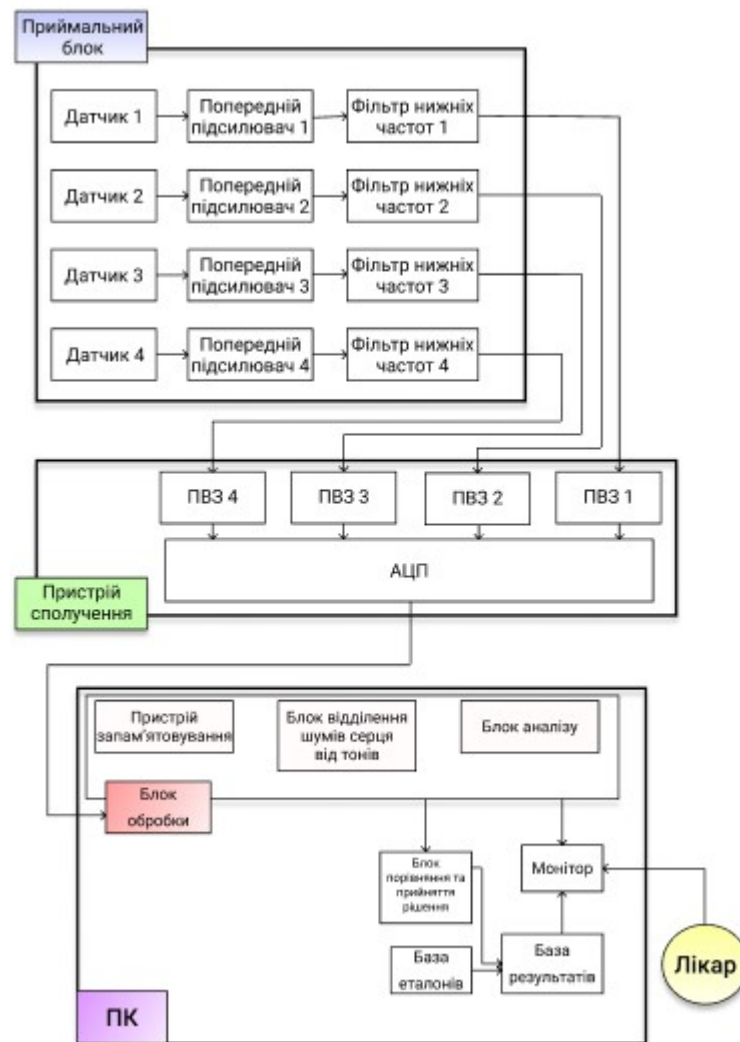 Приймальний
блок
Датчик 1
Попередній
підсилювач 1
Фільтр нижніх
частот 1
Датчик 2
Попередній
підсилювач 2
Фільтр нижніх
частот 2
Датчик 3
Попередній
підсилювач 3
Фільтр нижніх
частот 3
Датчик 4
Попередній
підсилювач 4
Фільтр нижніх
частот 4
ПВЗ 4
ПВЗ 3
ПВЗ 2
ПВЗ 1
АЦП
Пристрій
сполучення
Пристрій
запам'ятовування
Блок відділення
шумів серця
від тонів
Блок аналізу
Блок
обробки
Блок
порівняння та
прийняття
рішення
Монітор
База
еталонів
База
результатів
Лікар
ПК